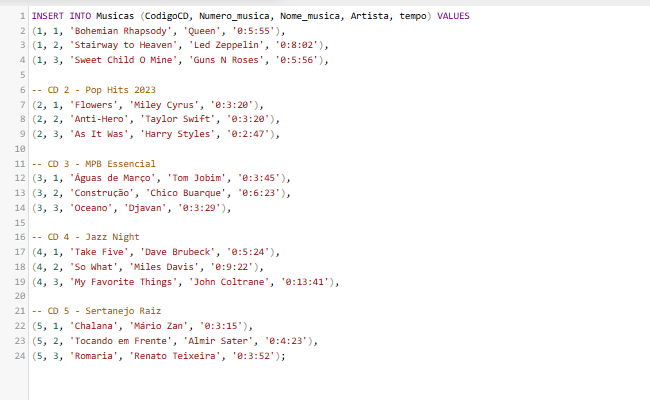 1 INSERT INTO Musicas (CodigoCD, Numero_musica, Nome_musica, Artista, tempo) VALUES
2 (1, 1, 'Bohemian Rhapsody', 'Queen', '0:5:55'),
3 (1, 2, 'Stairway to Heaven', 'Led Zeppelin', '0:8:02'),
4 (1, 3, 'Sweet Child O Mine', 'Guns N Roses', '0:5:56'),
5
6 -- CD 2 - Pop Hits 2023
7 (2, 1, 'Flowers', 'Miley Cyrus', '0:3:20'),
8 (2, 2, 'Anti-Hero', 'Taylor Swift', '0:3:20'),
9 (2, 3, 'As It Was', 'Harry Styles', '0:2:47'),
10
11 -- CD 3 - MPB Essencial
12 (3, 1, 'Águas de Março', 'Tom Jobim', '0:3:45'),
13 (3, 2, 'Construção', 'Chico Buarque', '0:6:23'),
14 (3, 3, 'Oceano', 'Djavan', '0:3:29'),
15
16 -- CD 4 - Jazz Night
17 (4, 1, 'Take Five', 'Dave Brubeck', '0:5:24'),
18 (4, 2, 'So What', 'Miles Davis', '0:9:22'),
19 (4, 3, 'My Favorite Things', 'John Coltrane', '0:13:41'),
20
21 -- CD 5 - Sertanejo Raiz
22 (5, 1, 'Chalana', 'Mário Zan', '0:3:15'),
23 (5, 2, 'Tocando em Frente', 'Almir Sater', '0:4:23'),
24 (5, 3, 'Romaria', 'Renato Teixeira', '0:3:52');